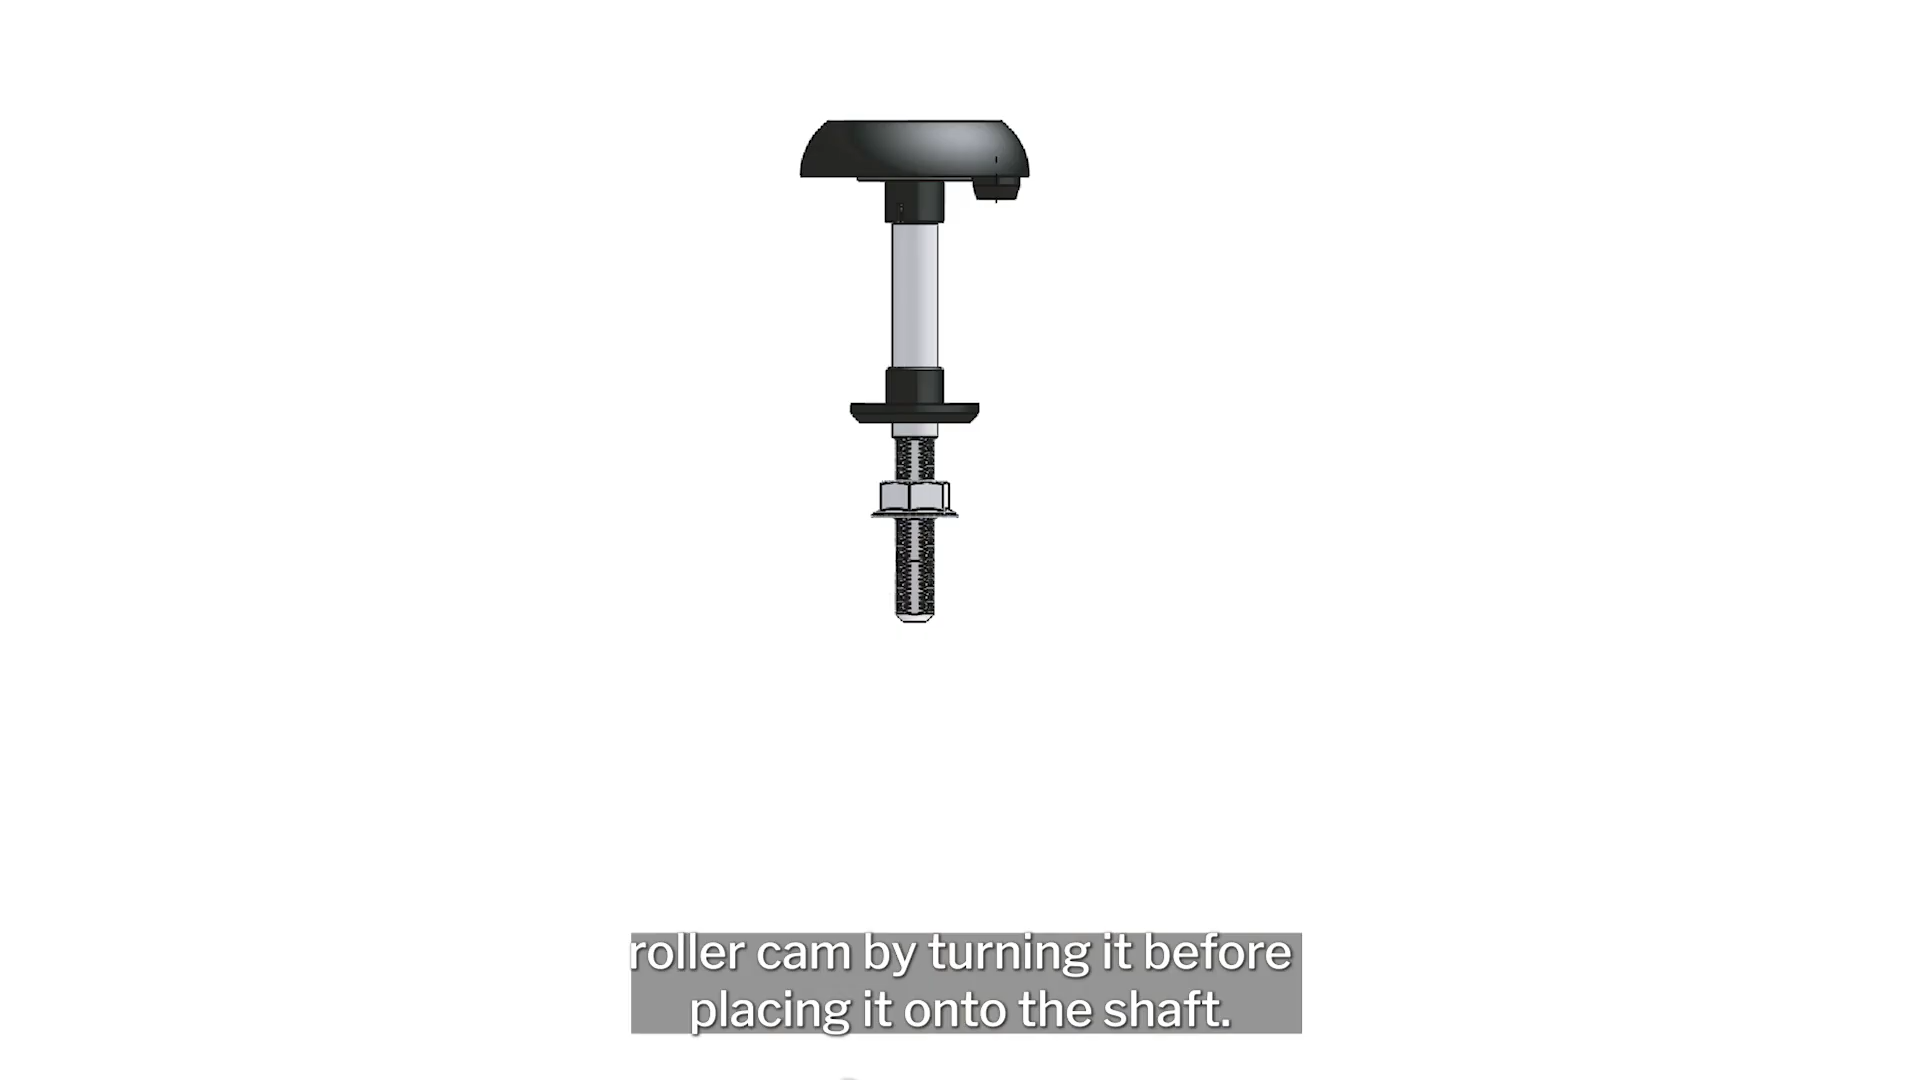 roller cam by turning it before
placing it onto the shaft.